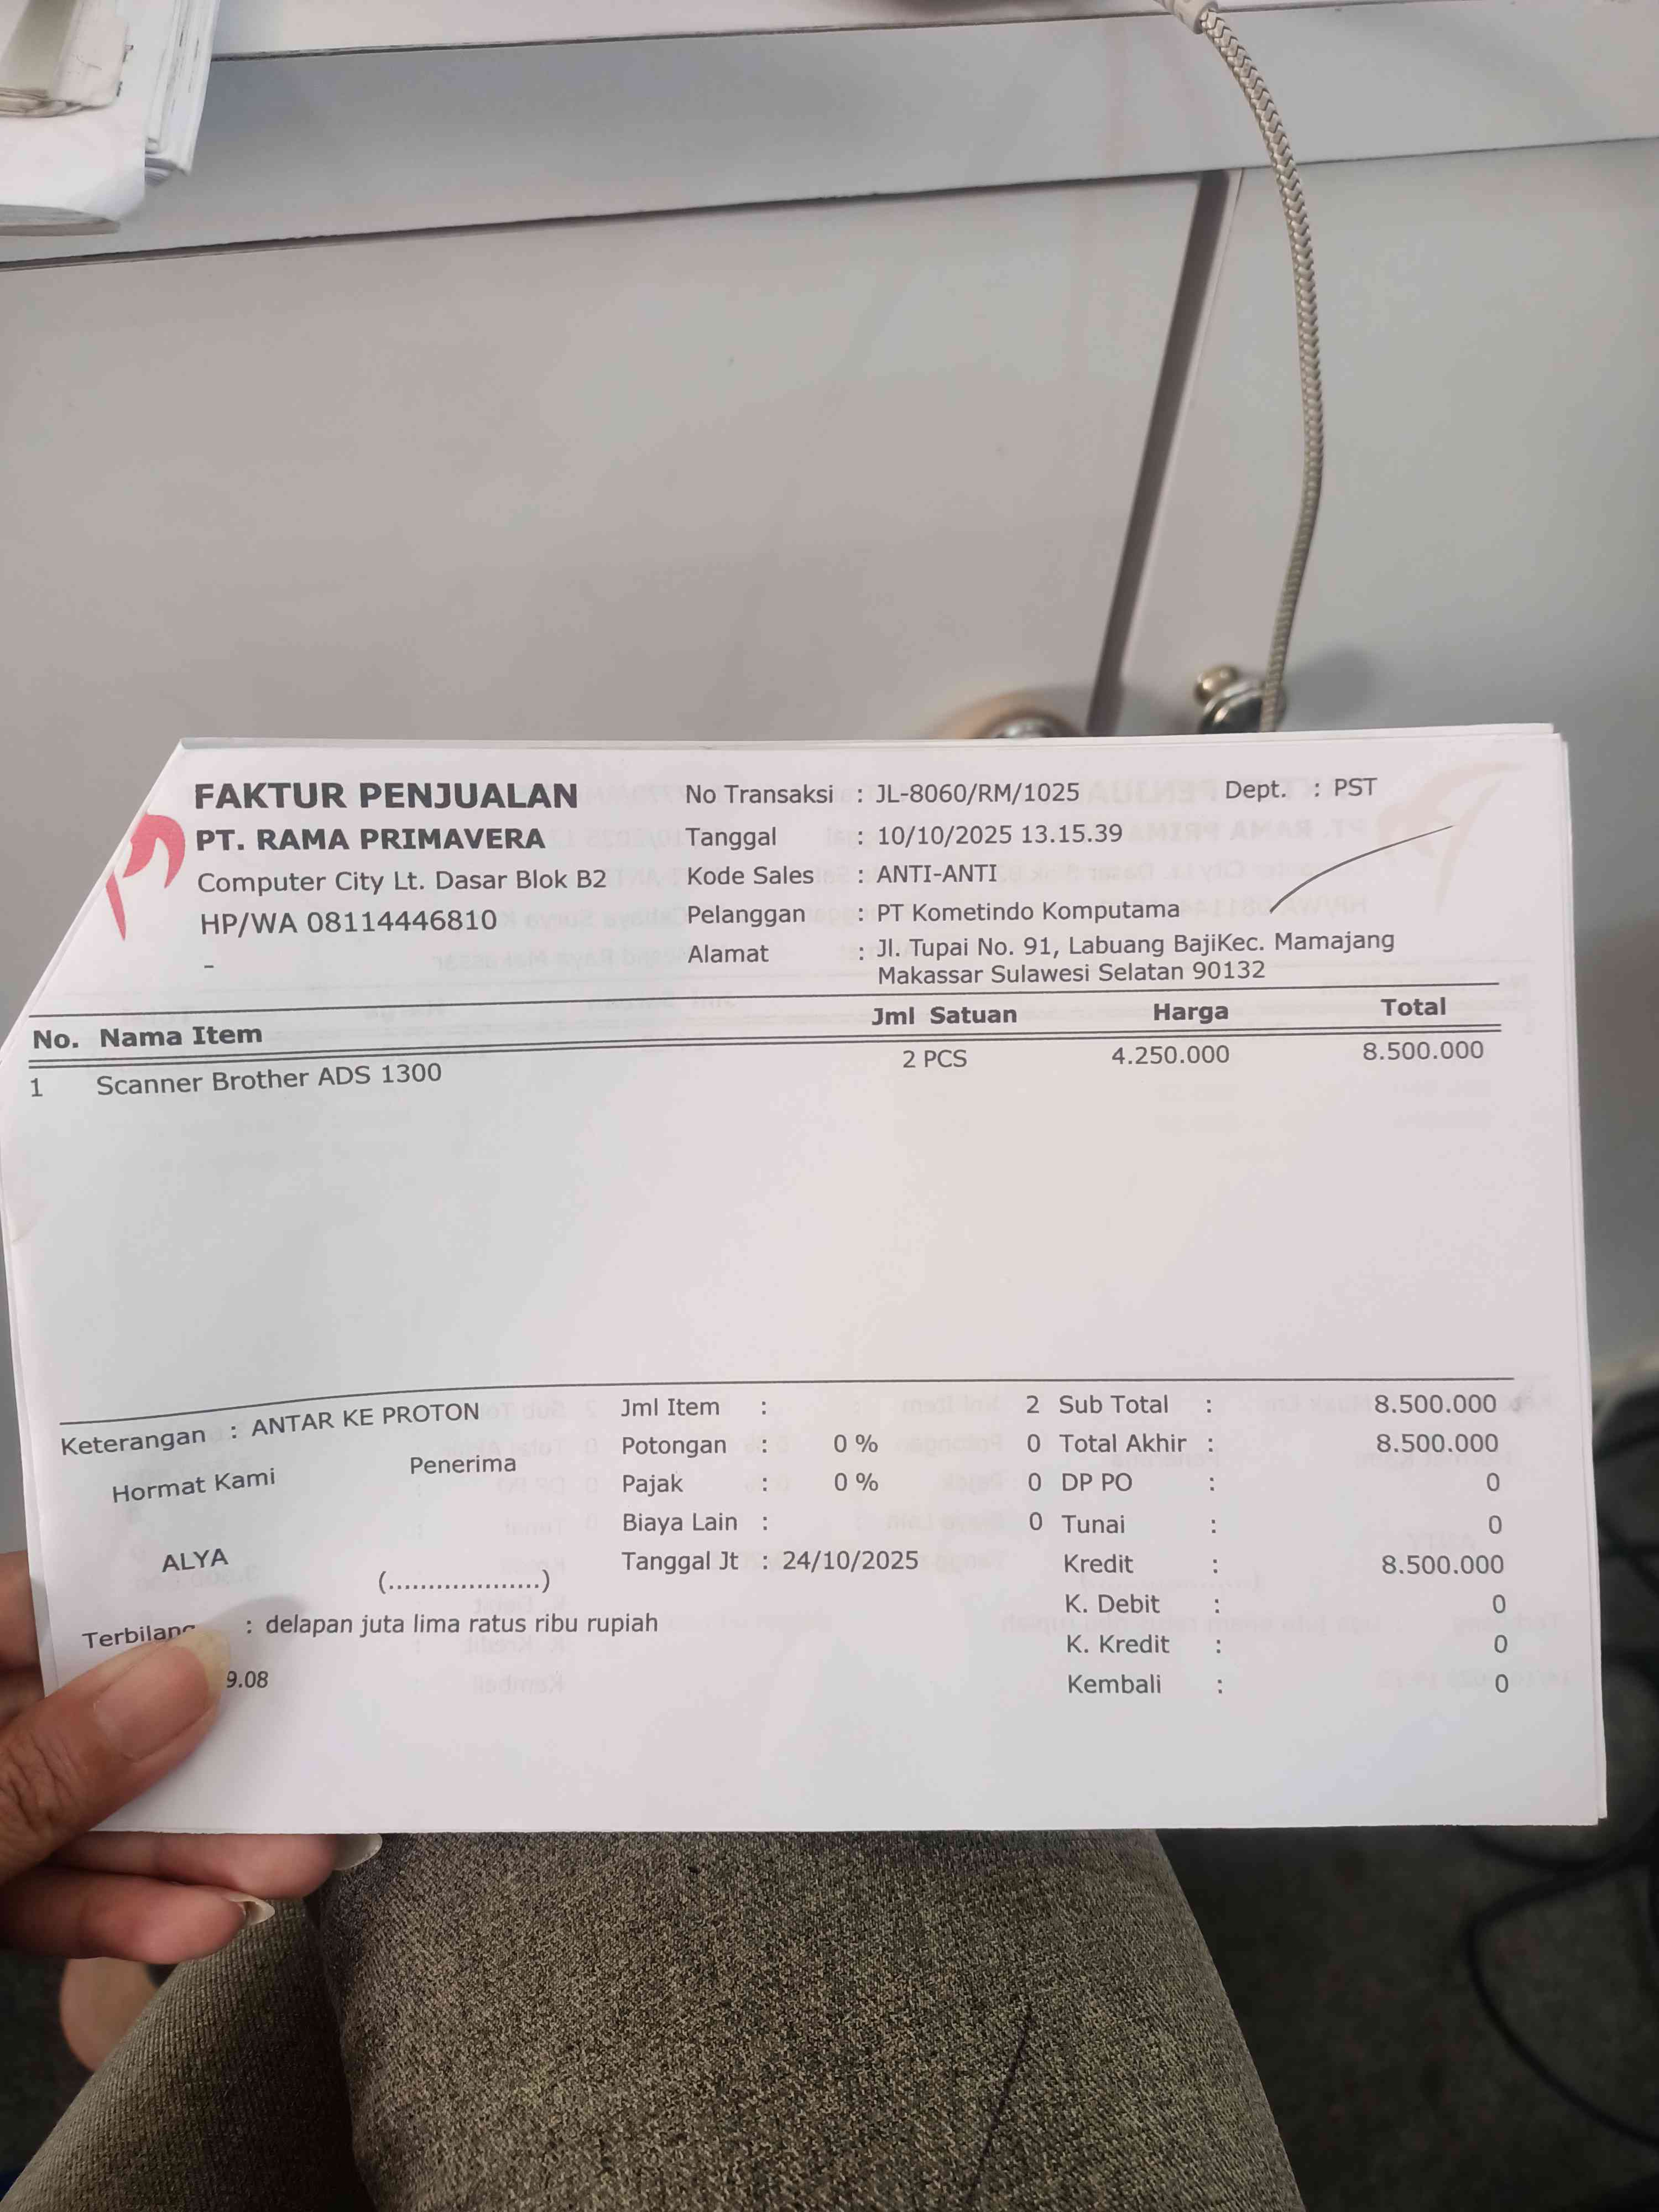 FAKTUR PENJUALAN
PT. RAMA PRIMAVERA
Computer City Lt. Dasar Blok B2
HP/WA 08114446810
-
No Transaksi : JL-8060/RM/1025
Dept. : PST
Tanggal : 10/10/2025 13.15.39
Kode Sales : ANTI-ANTI
Pelanggan : PT Kometindo Komputama
Alamat : Jl. Tupai No. 91, Labuang BajiKec. Mamajang
Makassar Sulawesi Selatan 90132
No. Nama Item Jml Satuan Harga Total
1 Scanner Brother ADS 1300 2 PCS 4.250.000 8.500.000
Keterangan : ANTAR KE PROTON
Hormat Kami Penerima
ALYA
(...................)
Jml Item : 2
Potongan : 0 % 0
Pajak : 0 % 0
Biaya Lain : 0
Tanggal Jt : 24/10/2025
Sub Total : 8.500.000
Total Akhir : 8.500.000
DP PO : 0
Tunai : 0
Kredit : 8.500.000
K. Debit : 0
K. Kredit : 0
Kembali : 0
Terbilang : delapan juta lima ratus ribu rupiah
9.08